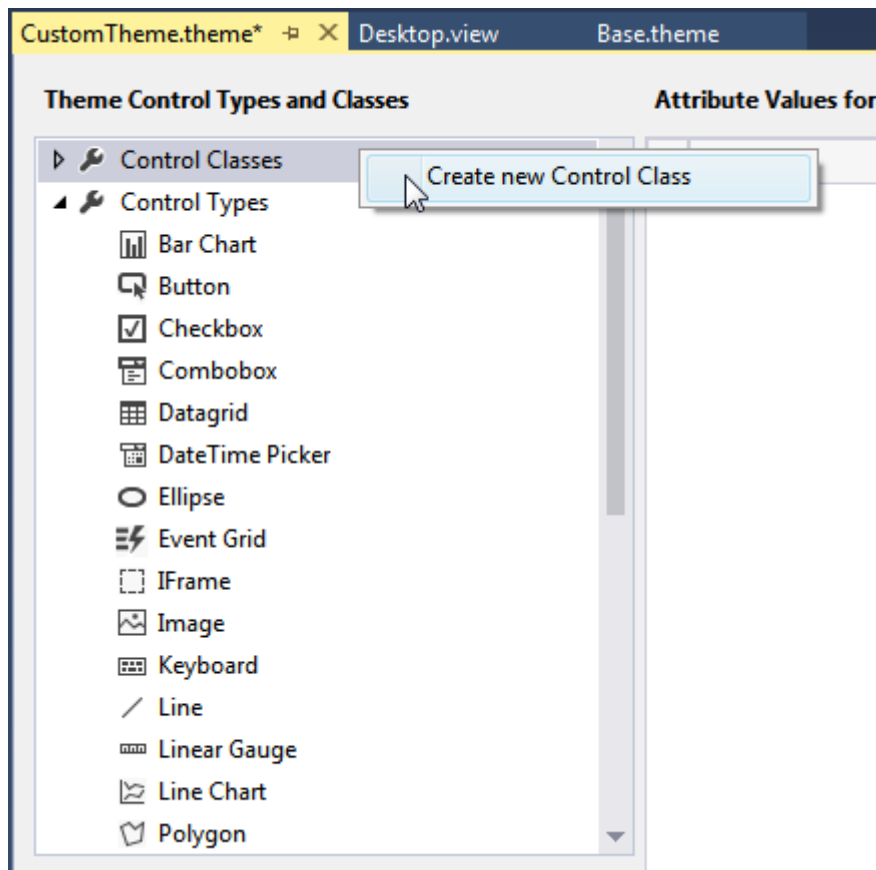 CustomTheme.theme* Desktop.view Base.theme
Theme Control Types and Classes Attribute Values for
Control Classes
Create new Control Class
Control Types
Bar Chart
Button
Checkbox
Combobox
Datagrid
DateTime Picker
Ellipse
Event Grid
IFrame
Image
Keyboard
Line
Linear Gauge
Line Chart
Polygon